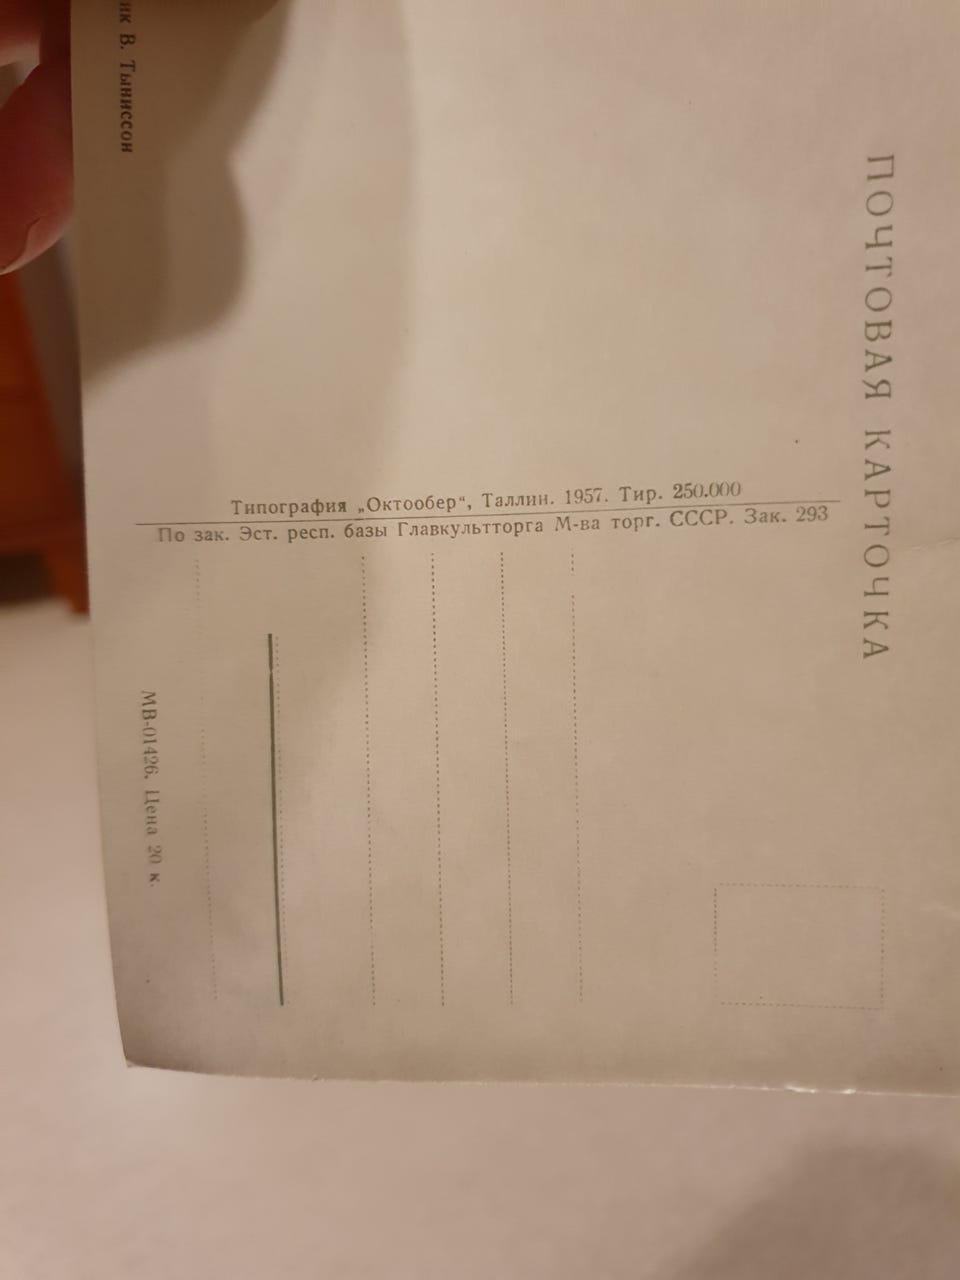 ПОЧТОВАЯ КАРТОЧКА
Типография „Октообер“, Таллин. 1957. Тир. 250.000
По зак. Эст. респ. базы Главкультторга М-ва торг. СССР. Зак. 293
ик В. Тыниссон
МВ-01426. Цена 20 к.